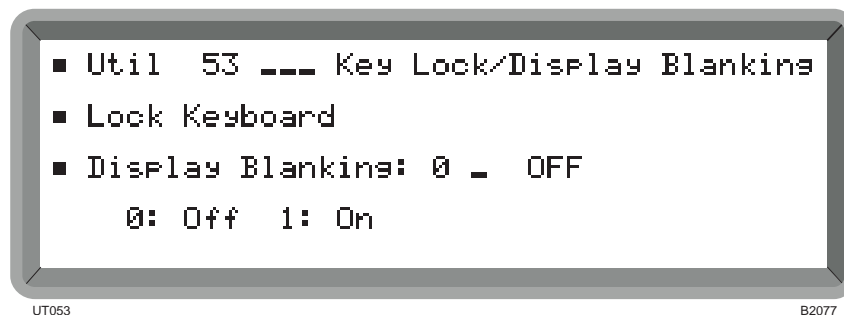 ▪ Util 53 ___ Key Lock/Display Blanking
▪ Lock Keyboard
▪ Display Blanking: 0 _ OFF
0: Off 1: On
UT053 B2077